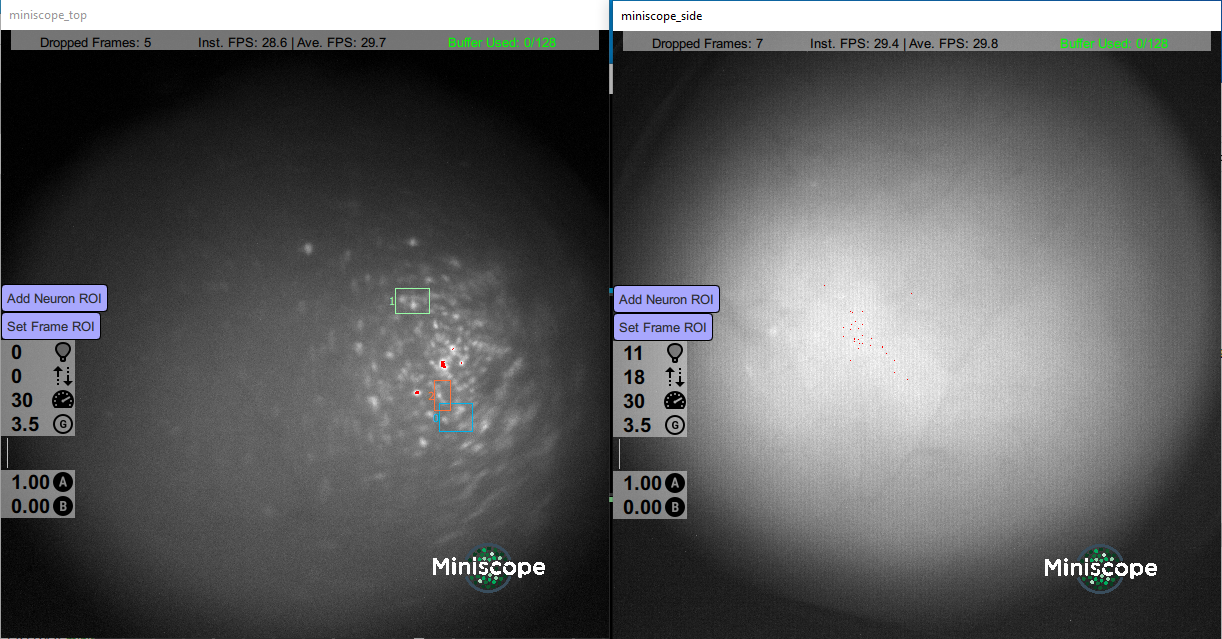 miniscope_top
Dropped Frames: 5
Inst. FPS: 28.6 | Ave. FPS: 29.7
Buffer Used: 0/128
1
Add Neuron ROI
Set Frame ROI
0
0
30
3.5
G
2
0
1.00
A
0.00
B
Miniscope
miniscope_side
Dropped Frames: 7
Inst. FPS: 29.4 | Ave. FPS: 29.8
Buffer Used: 0/128
Add Neuron ROI
Set Frame ROI
11
18
30
3.5
G
1.00
A
0.00
B
Miniscope